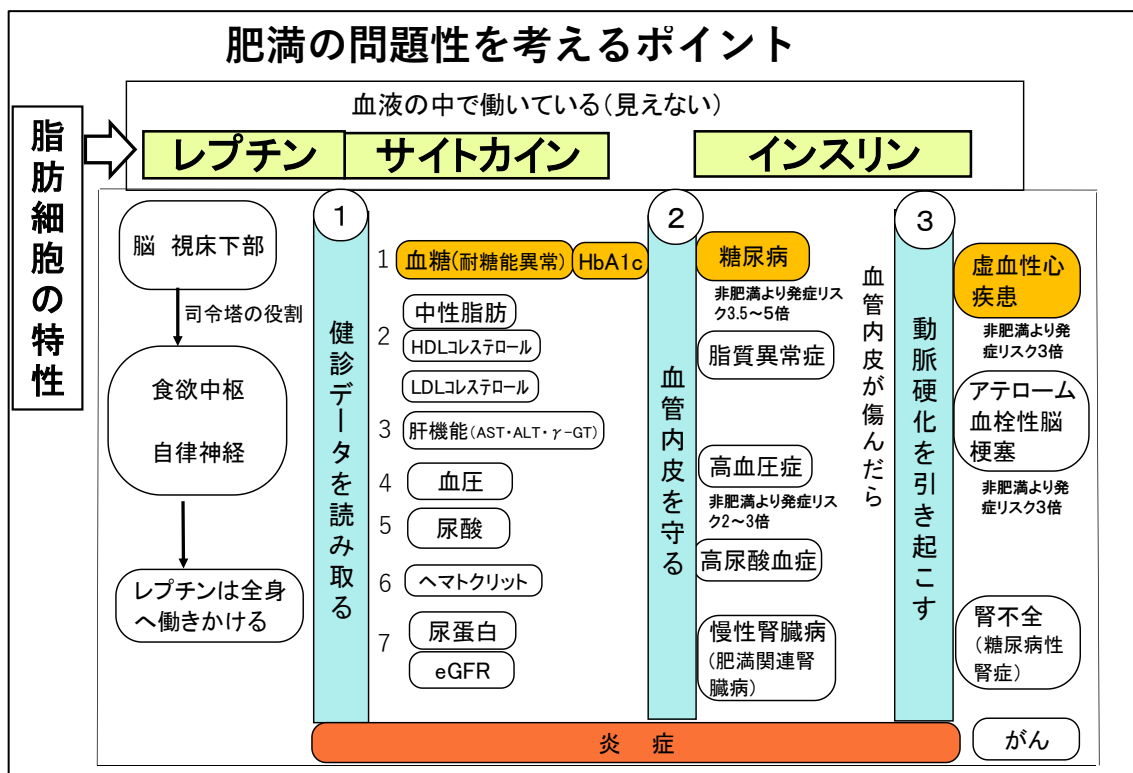 肥満の問題性を考えるポイント
脂肪細胞の特性
血液の中で働いている(見えない)
レプチン
サイトカイン
インスリン
脳 視床下部
司令塔の役割
食欲中枢
自律神経
レプチンは全身
へ働きかける
1
健診データを読み取る
1
血糖(耐糖能異常)
HbA1c
2
中性脂肪
HDLコレステロール
LDLコレステロール
3
肝機能(AST・ALT・γ-GT)
4
血圧
5
尿酸
6
ヘマトクリット
7
尿蛋白
eGFR
2
血管内皮を守る
糖尿病
非肥満より発症リス
ク3.5~5倍
脂質異常症
高血圧症
非肥満より発症リス
ク2~3倍
高尿酸血症
慢性腎臓病
(肥満関連腎
臓病)
血管内皮が傷んだら
3
動脈硬化を引き起こす
虚血性心
疾患
非肥満より発
症リスク3倍
アテローム
血栓性脳
梗塞
非肥満より発
症リスク3倍
腎不全
(糖尿病性
腎症)
がん
炎 症